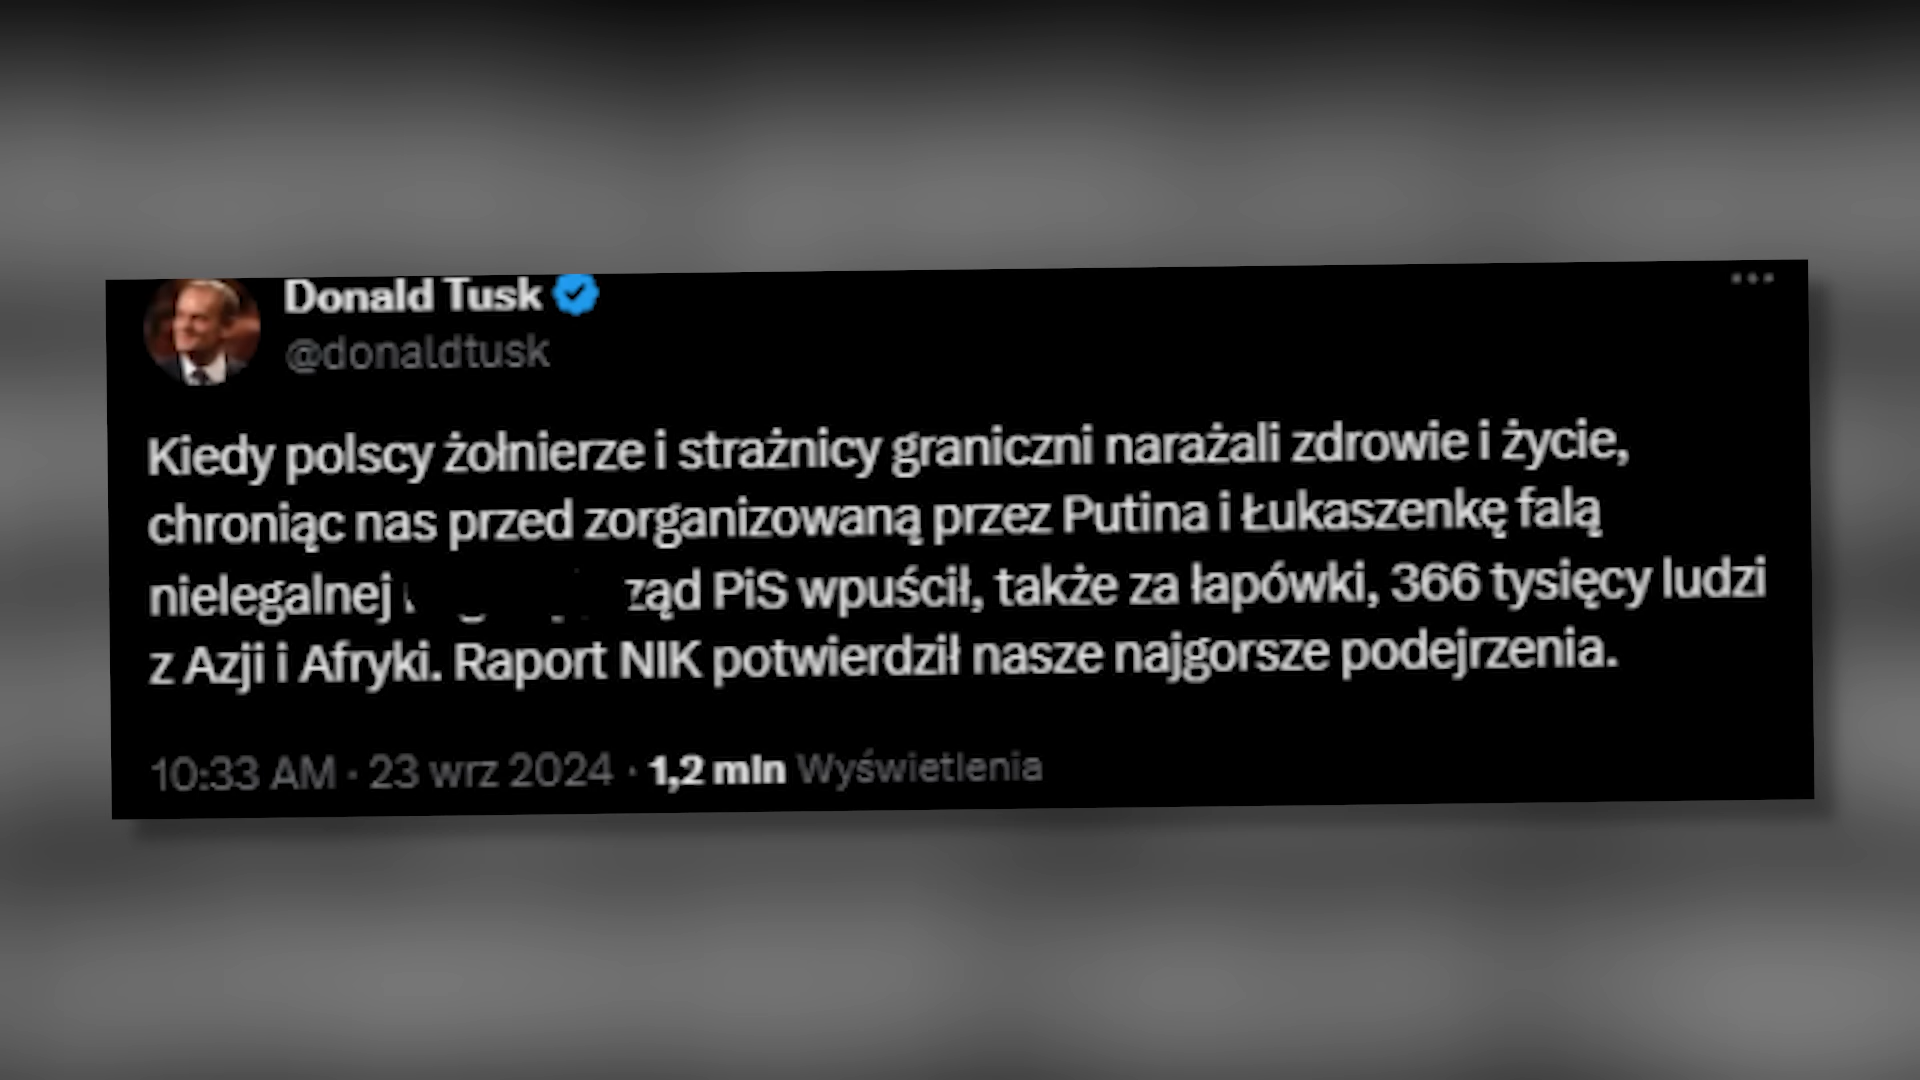 Donald Tusk
@donaldtusk
Kiedy polscy żołnierze i strażnicy graniczni narażali zdrowie i życie,
chroniąc nas przed zorganizowaną przez Putina i Łukaszenkę falą
nielegalnej PiS wpuścił, także za łapówki, 366 tysięcy ludzi
z Azji i Afryki. Raport NIK potwierdził nasze najgorsze podejrzenia.
10:33 AM · 23 wrz 2024 · 1,2 mln Wyświetlenia